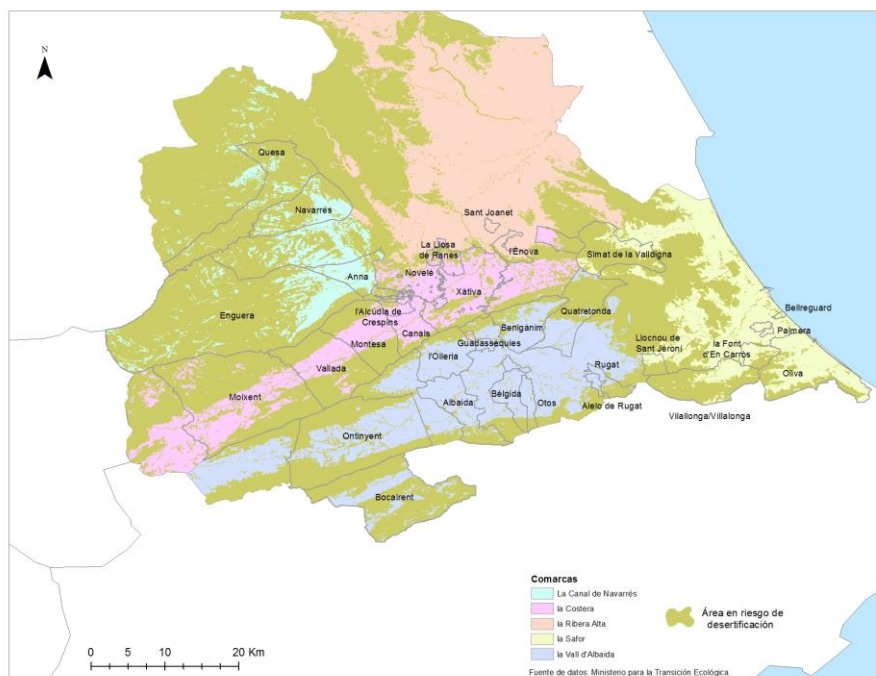 N
Quesa
Navarrés
Sant Joanet
La Llosa
de Ranes
l'Ènova
Simat de la Valldigna
Anna
Novelé
Xàtiva
Enguera
l'Alcúdia de
Crespins
Canals
Quatretonda
Bellreguard
Palmera
Benigànim
Guadasséquies
Montesa
Llocnou de
Sant Jeroni
la Font
d'En Carròs
l'Olleria
Vallada
Rugat
Oliva
Moixent
Albaida
Bèlgida
Otos
Aielo de Rugat
Vilallonga/Villalonga
Ontinyent
Bocairent
Comarcas
La Canal de Navarrés
la Costera
la Ribera Alta
la Safor
la Vall d'Albaida
Área en riesgo de
desertificación
0 5 10 20 Km
Fuente de datos: Ministerio para la Transición Ecológica.